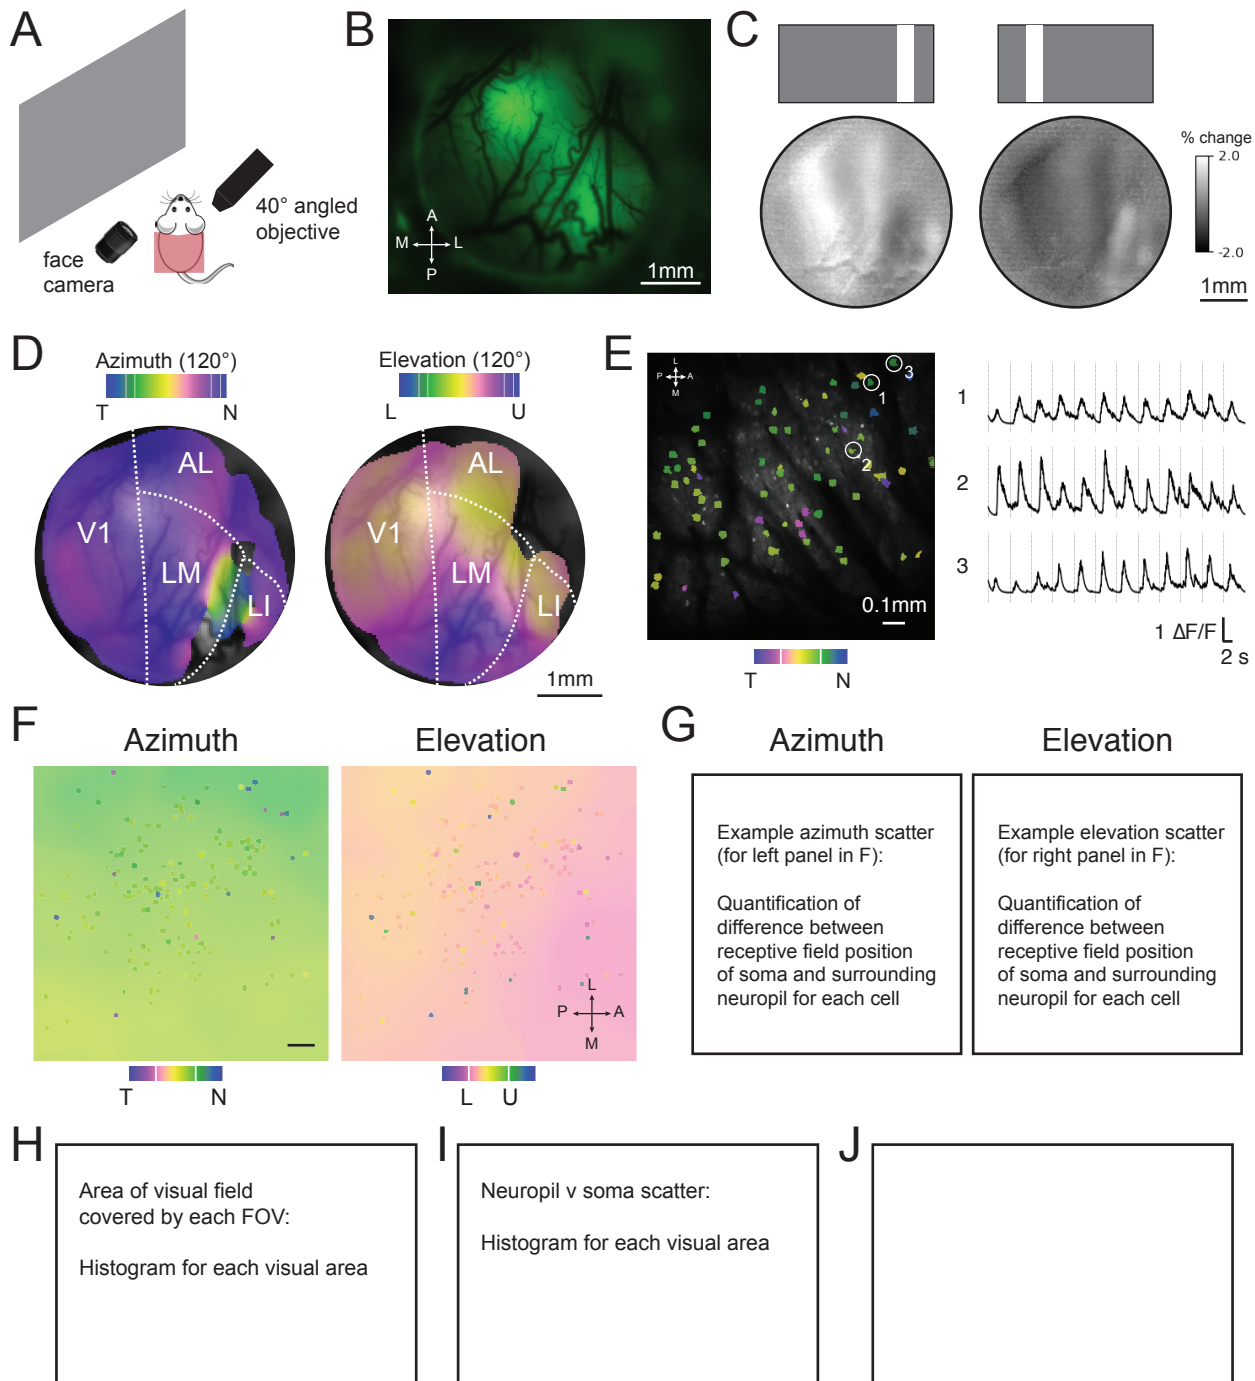 A
face
camera
40° angled
objective
B
A
M
L
P
1mm
C
% change
2.0
-2.0
1mm
D
Azimuth (120°)
T
N
Elevation (120°)
L
U
AL
V1
LM
LI
AL
V1
LM
LI
1mm
E
L
P
A
M
3
1
2
0.1mm
T
N
1
2
3
1 ΔF/F
2 s
F
Azimuth
Elevation
L
P
A
M
T
N
L
U
G
Azimuth
Elevation
Example azimuth scatter
(for left panel in F):
Quantification of
difference between
receptive field position
of soma and surrounding
neuropil for each cell
Example elevation scatter
(for right panel in F):
Quantification of
difference between
receptive field position
of soma and surrounding
neuropil for each cell
H
Area of visual field
covered by each FOV:
Histogram for each visual area
I
Neuropil v soma scatter:
Histogram for each visual area
J